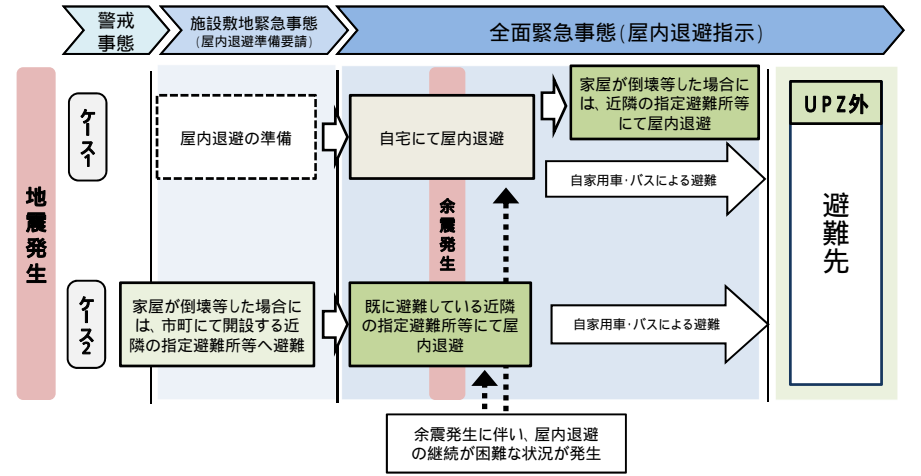 警戒
事態
施設敷地緊急事態
(屋内退避準備要請)
全面緊急事態(屋内退避指示)
地震発生
ケース1
屋内退避の準備
自宅にて屋内退避
家屋が倒壊等した場合に
は、近隣の指定避難所等
にて屋内退避
自家用車・バスによる避難
余震発生
UPZ外
避難先
ケース2
家屋が倒壊等した場合に
は、市町にて開設する近
隣の指定避難所等へ避難
既に避難している近隣
の指定避難所等にて屋
内退避
自家用車・バスによる避難
余震発生に伴い、屋内退避
の継続が困難な状況が発生